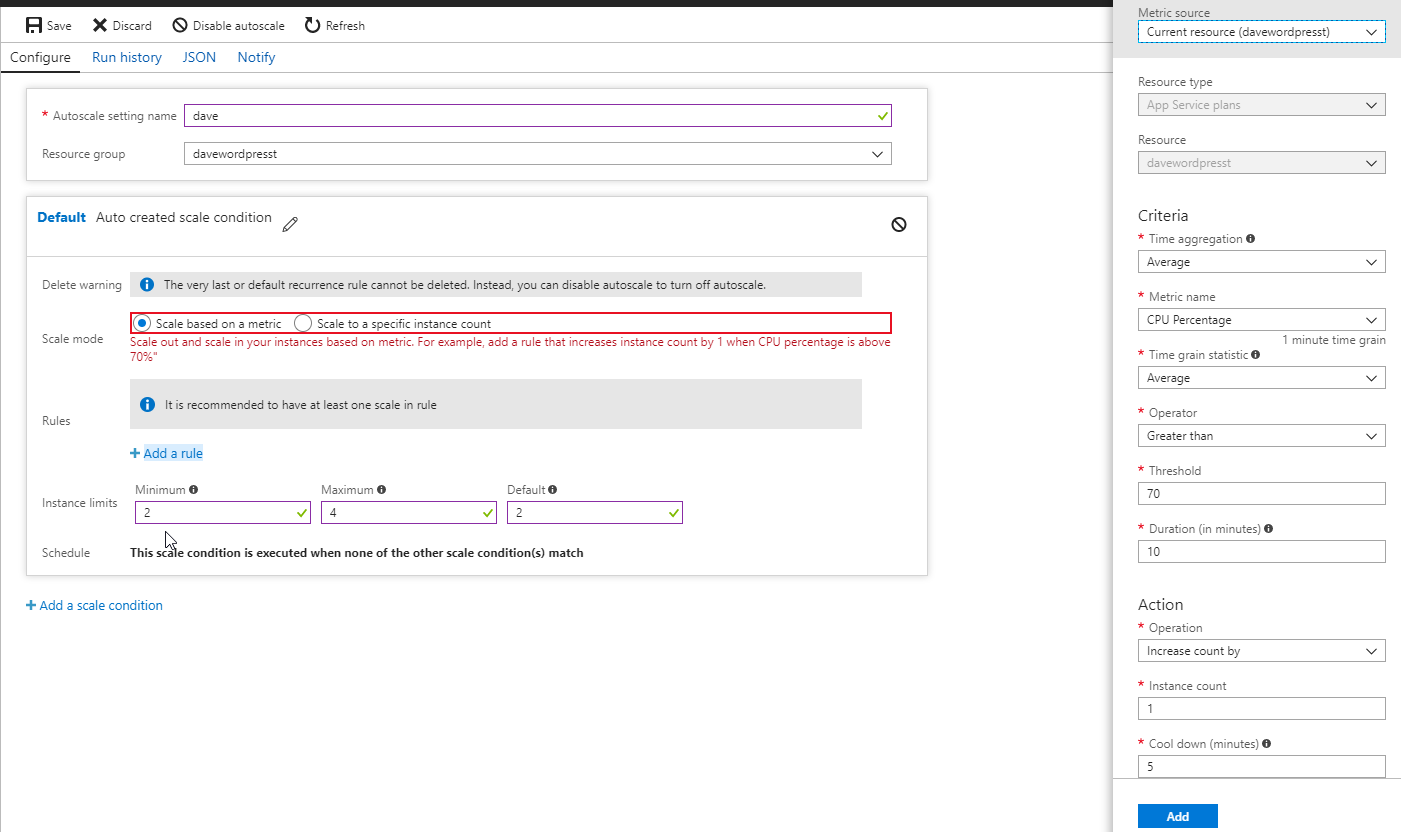 Save Discard Disable autoscale Refresh
Configure Run history JSON Notify
* Autoscale setting name dave
Resource group davewordpresst
Default Auto created scale condition
Delete warning The very last or default recurrence rule cannot be deleted. Instead, you can disable autoscale to turn off autoscale.
Scale mode Scale based on a metric Scale to a specific instance count
Scale out and scale in your instances based on metric. For example, add a rule that increases instance count by 1 when CPU percentage is above
70%"
Rules It is recommended to have at least one scale in rule
+ Add a rule
Instance limits Minimum Maximum Default
2 4 2
Schedule This scale condition is executed when none of the other scale condition(s) match
+ Add a scale condition
Metric source
Current resource (davewordpresst)
Resource type
App Service plans
Resource
davewordpresst
Criteria
* Time aggregation
Average
* Metric name
CPU Percentage
1 minute time grain
* Time grain statistic
Average
* Operator
Greater than
* Threshold
70
* Duration (in minutes)
10
Action
* Operation
Increase count by
* Instance count
1
* Cool down (minutes)
5
Add